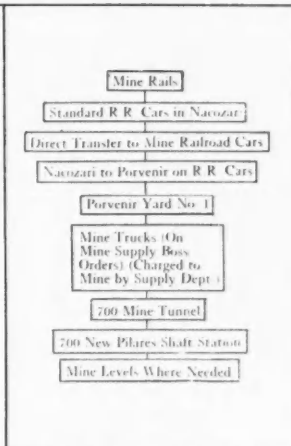 Mine Rails
Standard R R Cars in Nacozari
Direct Transfer to Mine Railroad Cars
Nacozari to Porvenir on R R Cars
Porvenir Yard No. 1
Mine Trucks (On
Mine Supply Boss
Orders) (Charged to
Mine by Supply Dept.)
700 Mine Tunnel
700 New Pilares Shaft Station
Mine Levels Where Needed